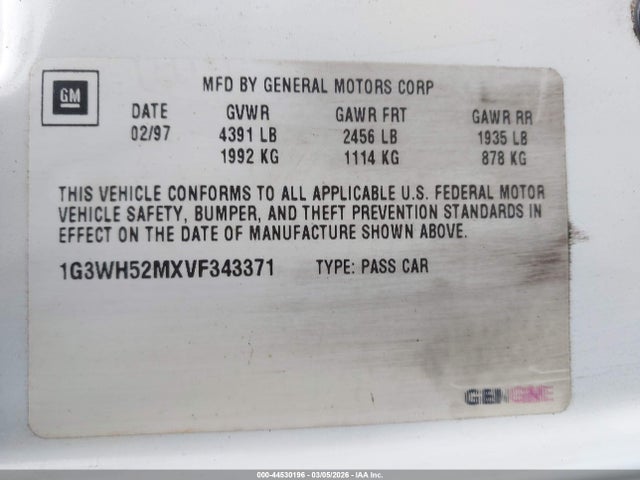 GM
MFD BY GENERAL MOTORS CORP
DATE GVWR GAWR FRT GAWR RR
02/97 4391 LB 2456 LB 1935 LB
1992 KG 1114 KG 878 KG
THIS VEHICLE CONFORMS TO ALL APPLICABLE U.S. FEDERAL MOTOR
VEHICLE SAFETY, BUMPER, AND THEFT PREVENTION STANDARDS IN
EFFECT ON THE DATE OF MANUFACTURE SHOWN ABOVE.
1G3WH52MXVF343371 TYPE: PASS CAR
000-44530196 - 03/05/2026 - IAA Inc.